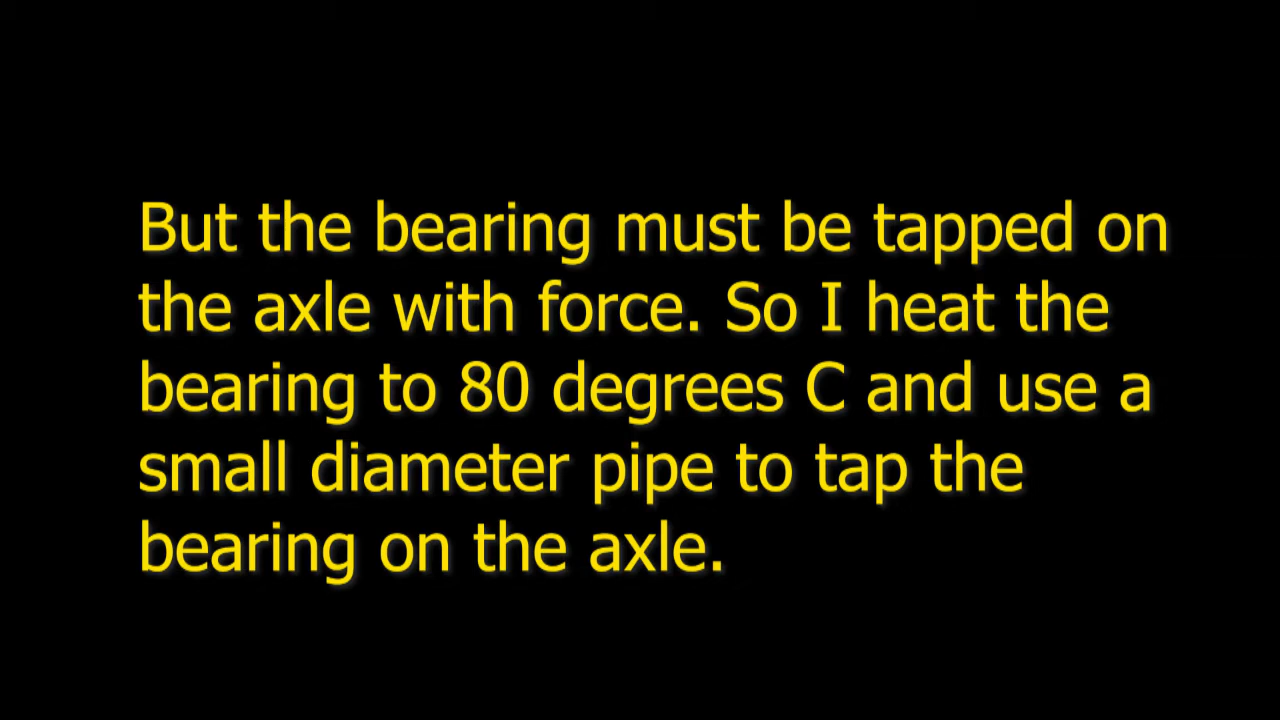 But the bearing must be tapped on
the axle with force. So I heat the
bearing to 80 degrees C and use a
small diameter pipe to tap the
bearing on the axle.